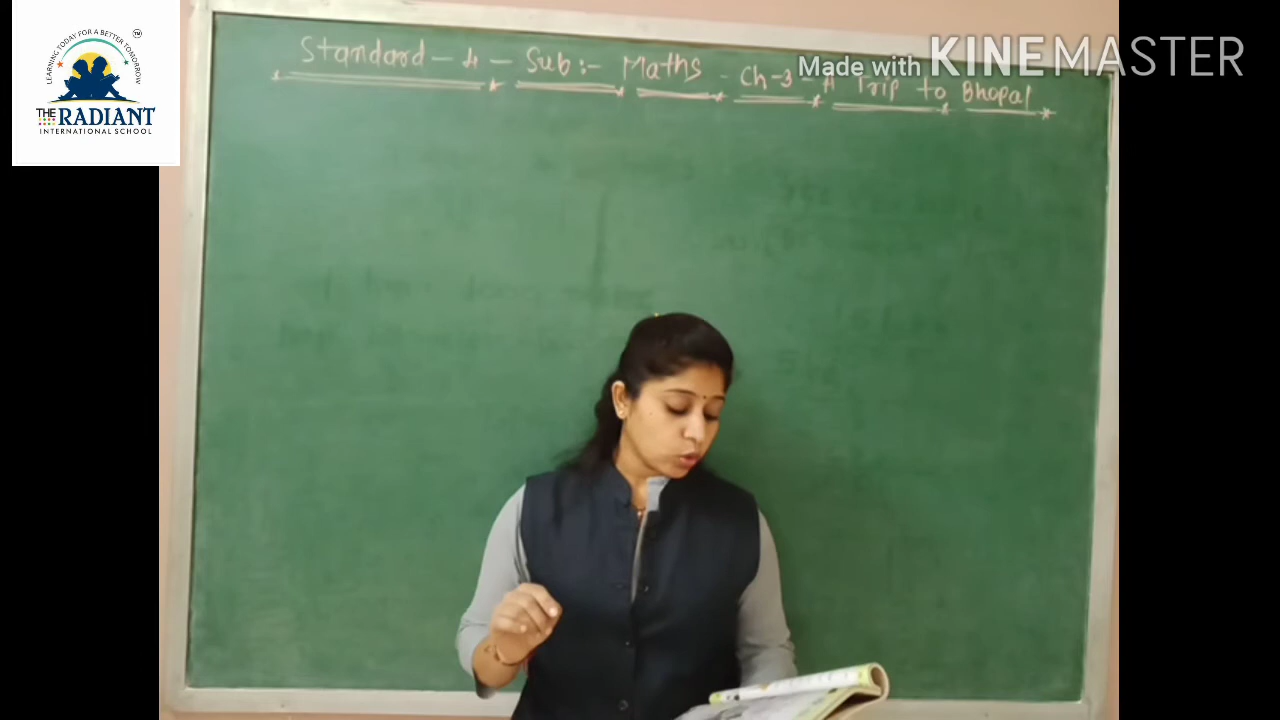 LEARNING TODAY FOR A BETTER TOMORROW
TM
THE RADIANT
INTERNATIONAL SCHOOL
Made with KINEMASTER
Standard - 4 - Sub :- Maths - Ch-3 - A Trip to Bhopal